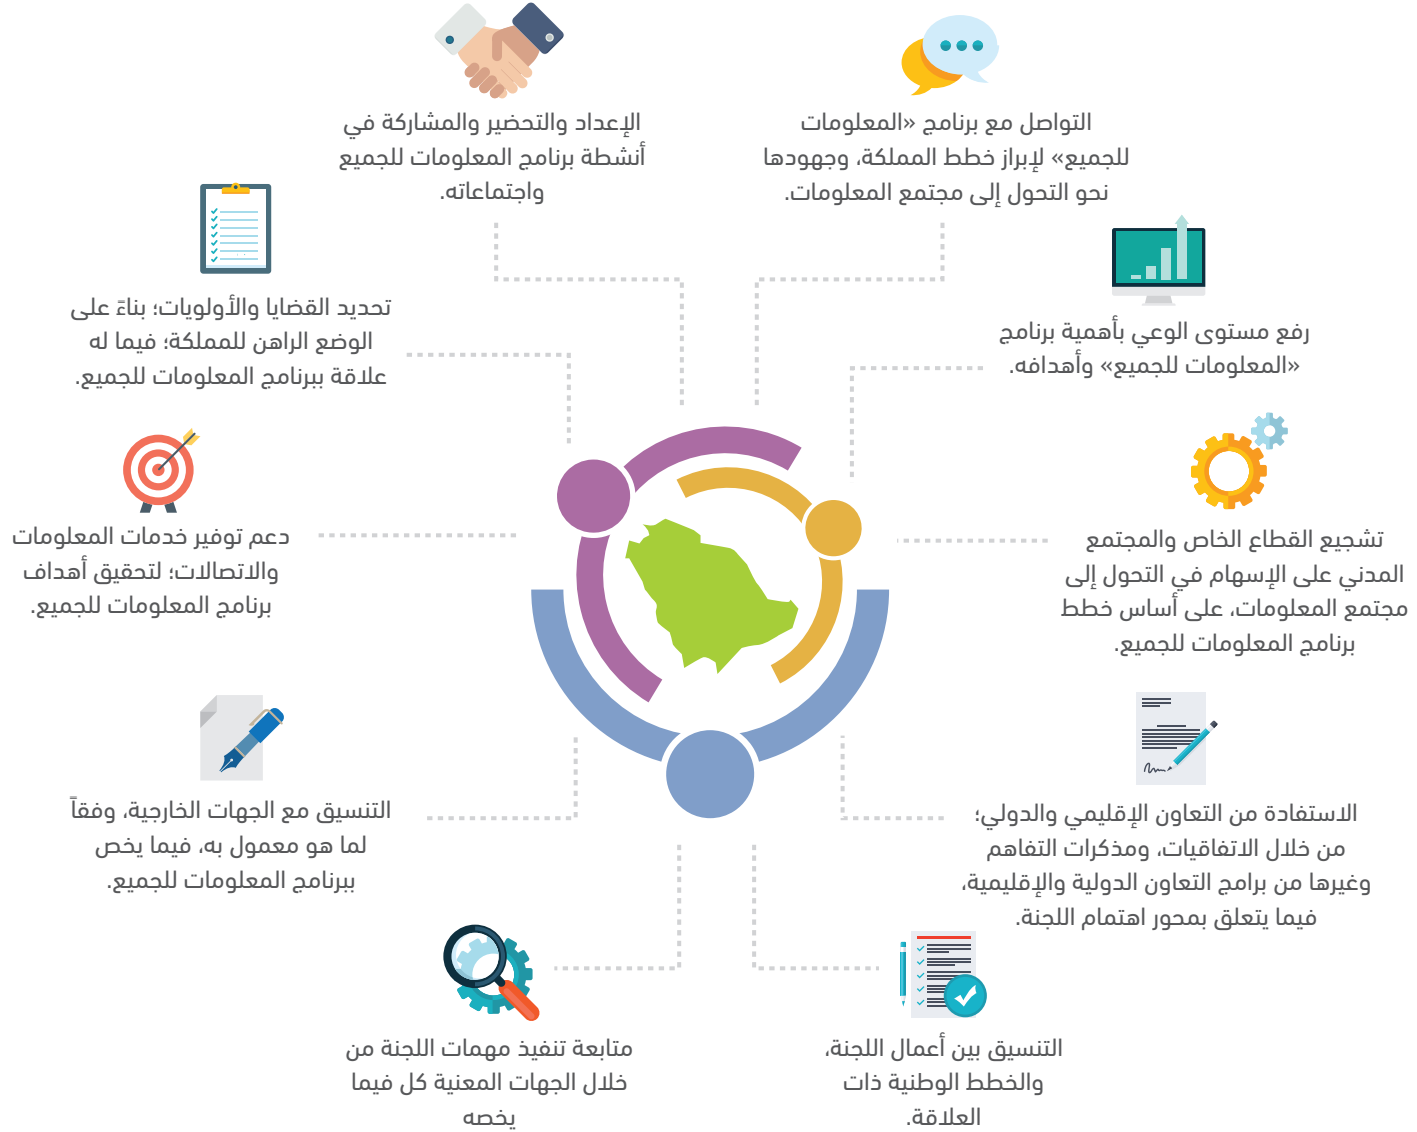 التواصل مع برنامج «المعلومات
للجميع» لإبراز خطط المملكة، وجهودها
نحو التحول إلى مجتمع المعلومات.
رفع مستوى الوعي بأهمية برنامج
«المعلومات للجميع» وأهدافه.
تشجيع القطاع الخاص والمجتمع
المدني على الإسهام في التحول إلى
مجتمع المعلومات، على أساس خطط
برنامج المعلومات للجميع.
الاستفادة من التعاون الإقليمي والدولي؛
من خلال الاتفاقيات، ومذكرات التفاهم
وغيرها من برامج التعاون الدولية والإقليمية،
فيما يتعلق بمحور اهتمام اللجنة.
التنسيق بين أعمال اللجنة،
والخطط الوطنية ذات
العلاقة.
الإعداد والتحضير والمشاركة في
أنشطة برنامج المعلومات للجميع
واجتماعاته.
تحديد القضايا والأولويات؛ بناءً على
الوضع الراهن للمملكة؛ فيما له
علاقة ببرنامج المعلومات للجميع.
دعم توفير خدمات المعلومات
والاتصالات؛ لتحقيق أهداف
برنامج المعلومات للجميع.
التنسيق مع الجهات الخارجية، وفقاً
لما هو معمول به، فيما يخص
ببرنامج المعلومات للجميع.
متابعة تنفيذ مهمات اللجنة من
خلال الجهات المعنية كل فيما
يخصه